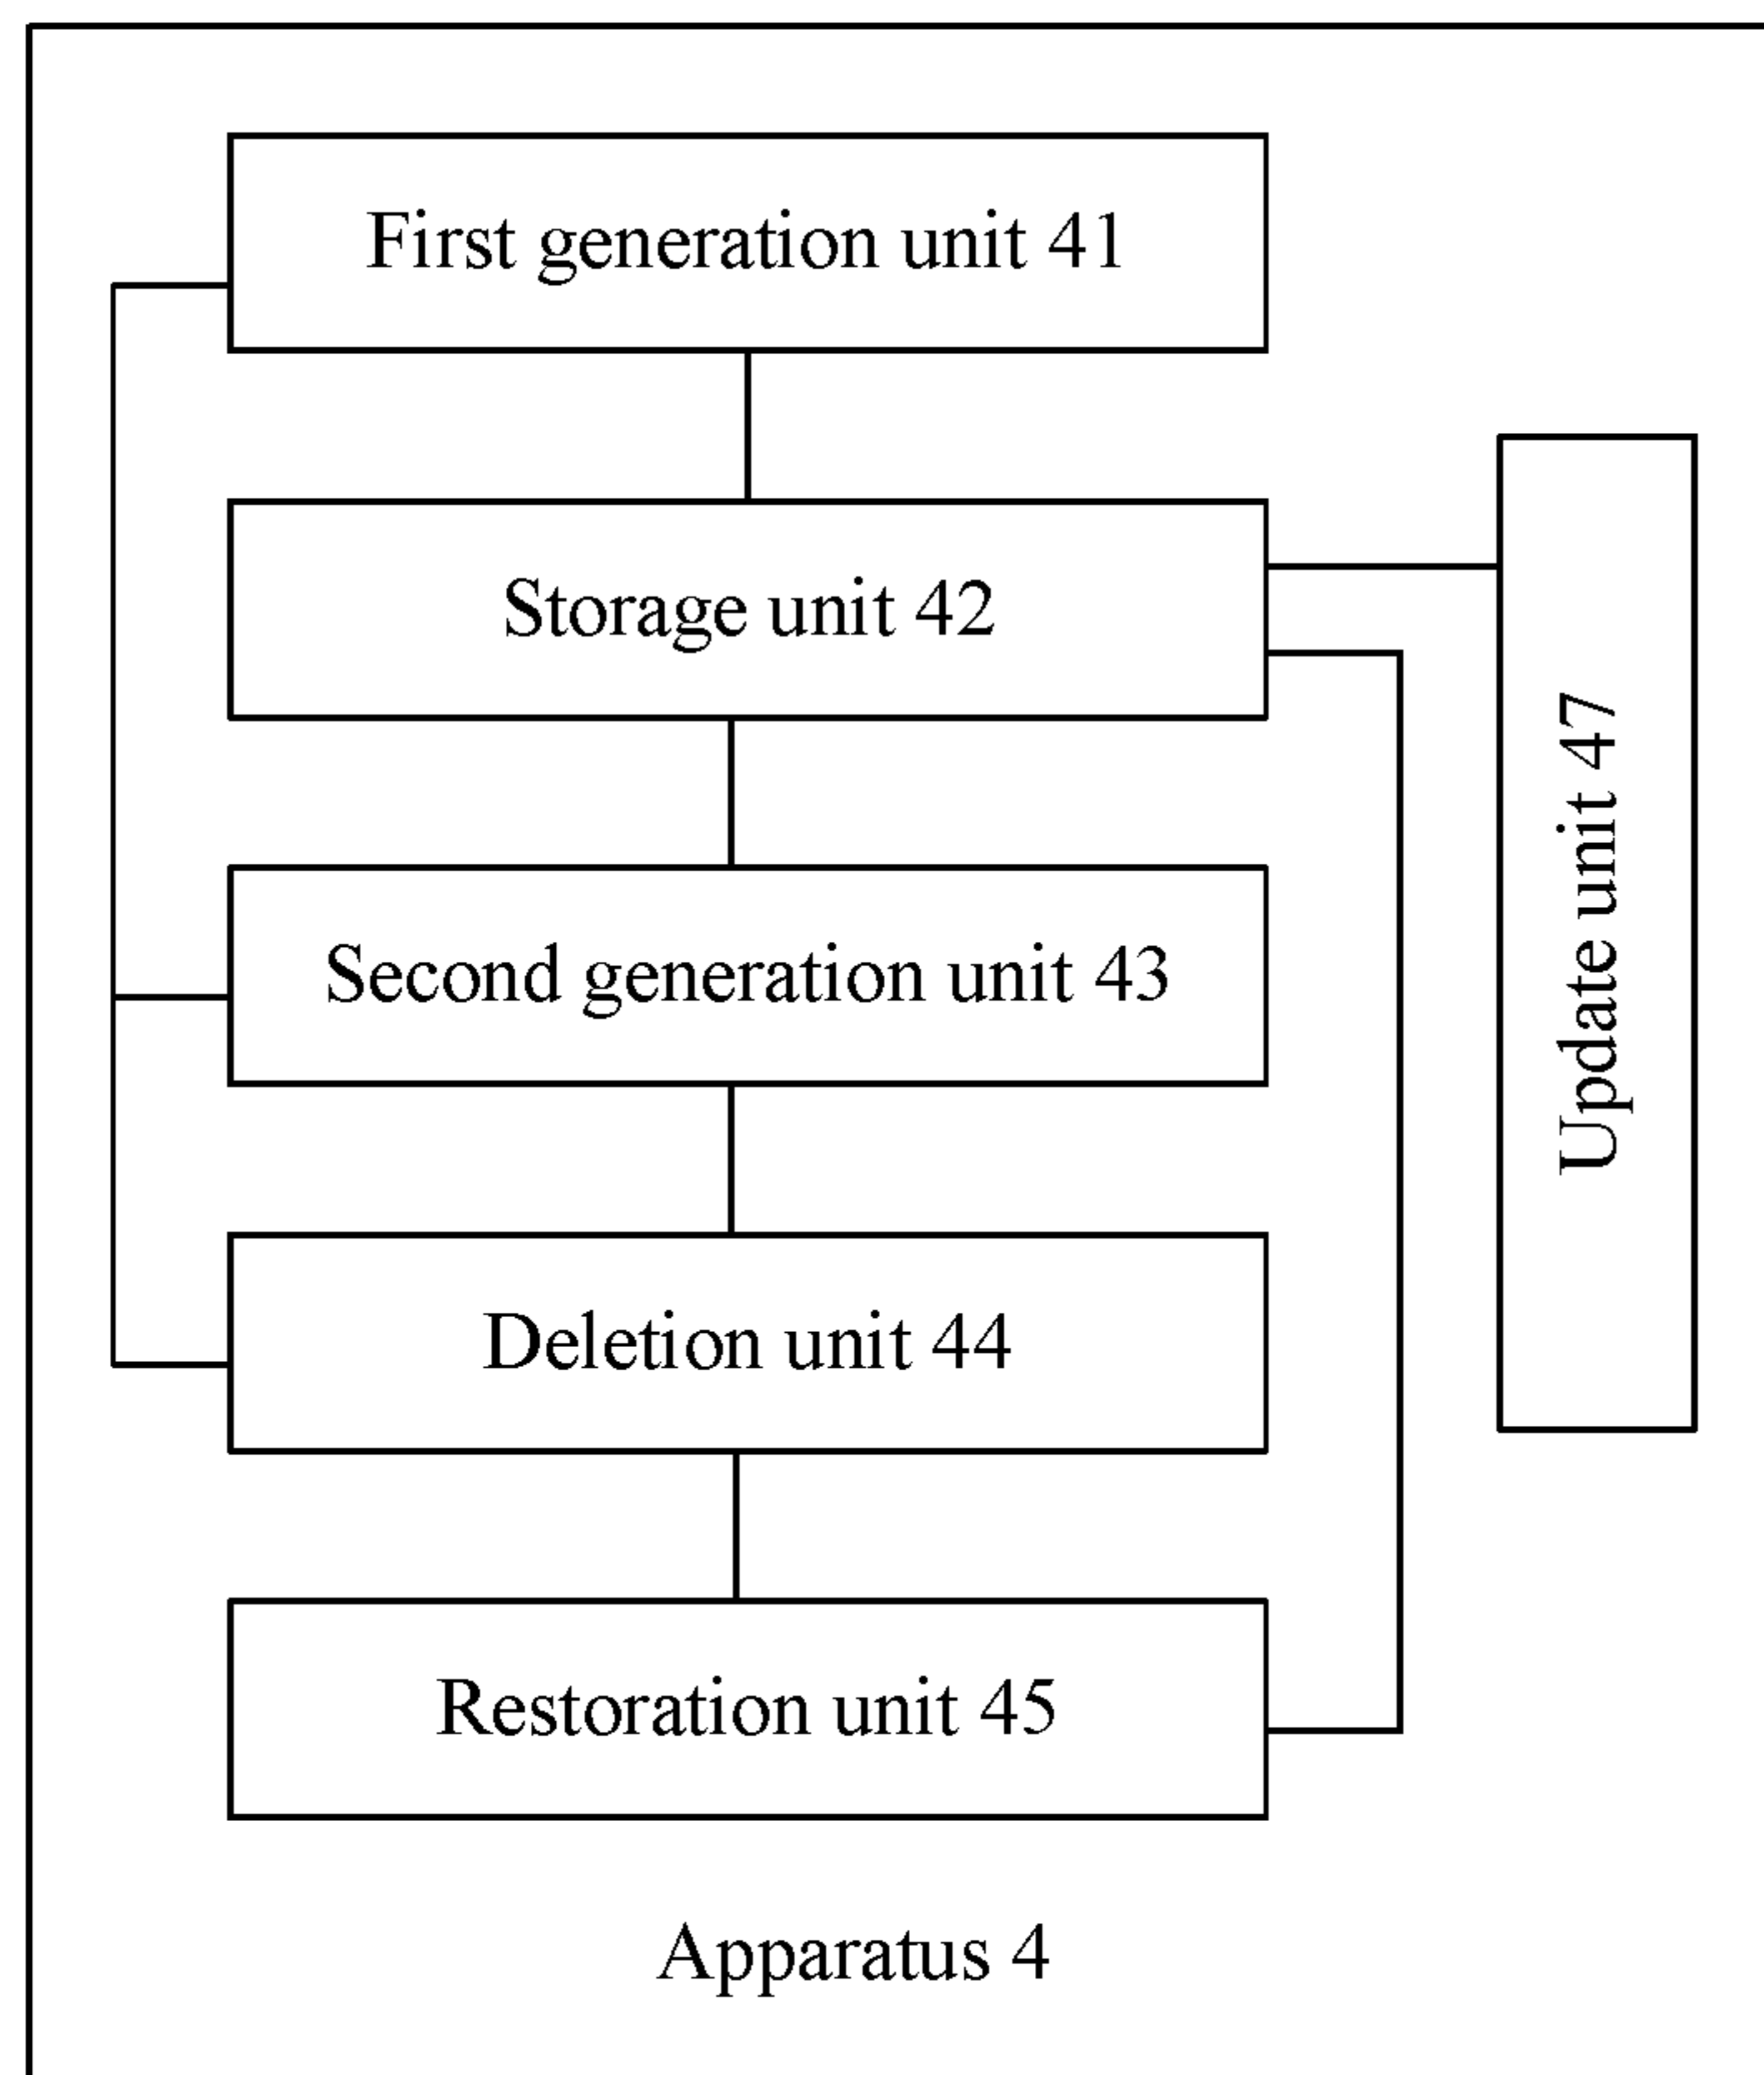 First generation unit 41
Storage unit 42
Second generation unit 43
Deletion unit 44
Restoration unit 45
Update unit 47
Apparatus 4